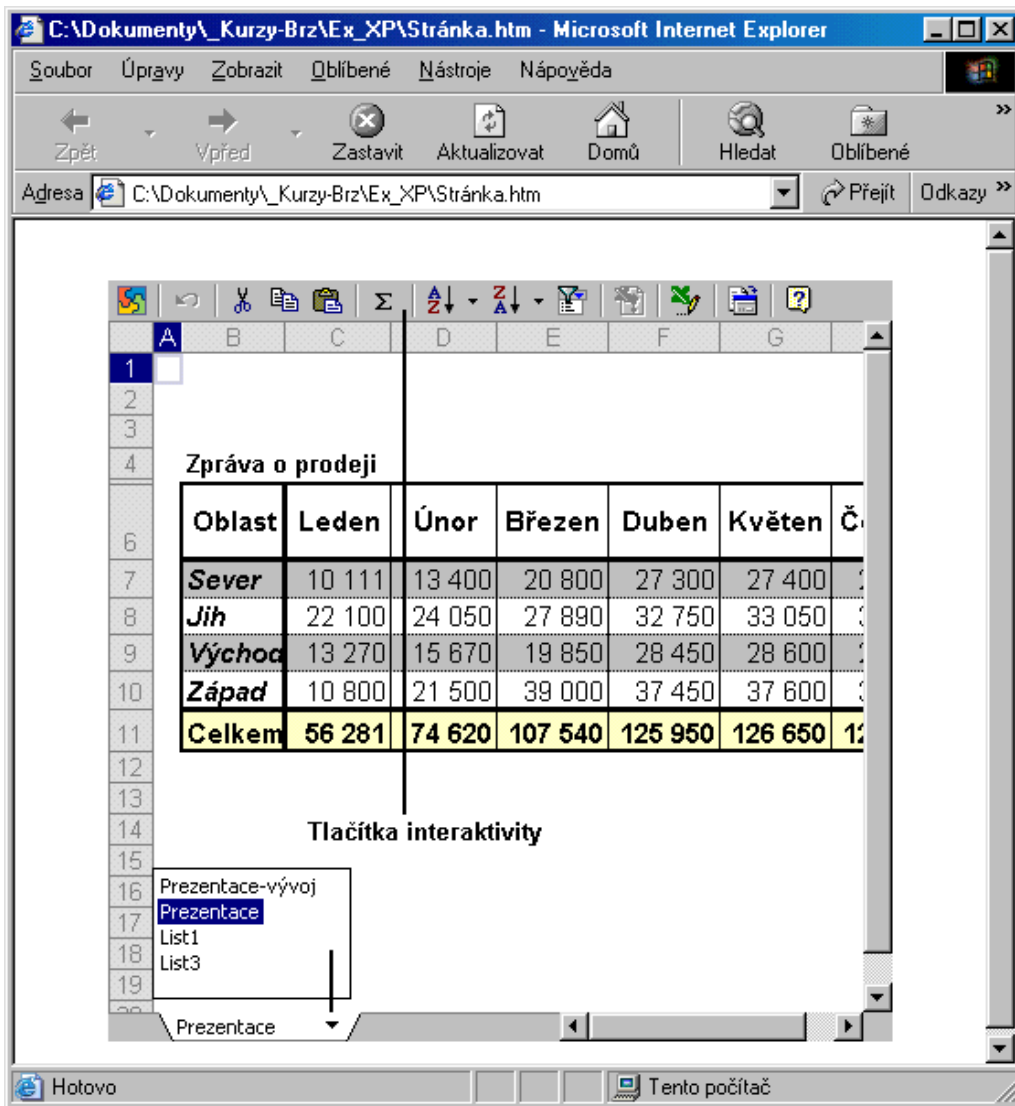 C:\Dokumenty\_Kurzy-Brz\Ex_XP\Stránka.htm - Microsoft Internet Explorer
Soubor Úpravy Zobrazit Oblíbené Nástroje Nápověda
Zpět Vpřed Zastavit Aktualizovat Domů Hledat Oblíbené »
Adresa C:\Dokumenty\_Kurzy-Brz\Ex_XP\Stránka.htm Přejít Odkazy »
A B C D E F G
1
2
3
4 Zpráva o prodeji
6 Oblast Leden Únor Březen Duben Květen
7 Sever 10 111 13 400 20 800 27 300 27 400
8 Jih 22 100 24 050 27 890 32 750 33 050
9 Východ 13 270 15 670 19 850 28 450 28 600
10 Západ 10 800 21 500 39 000 37 450 37 600
11 Celkem 56 281 74 620 107 540 125 950 126 650
12
13
14 Tlačítka interaktivity
15
16 Prezentace-vývoj
17 Prezentace
18 List1
19 List3
Prezentace
Hotovo Tento počítač